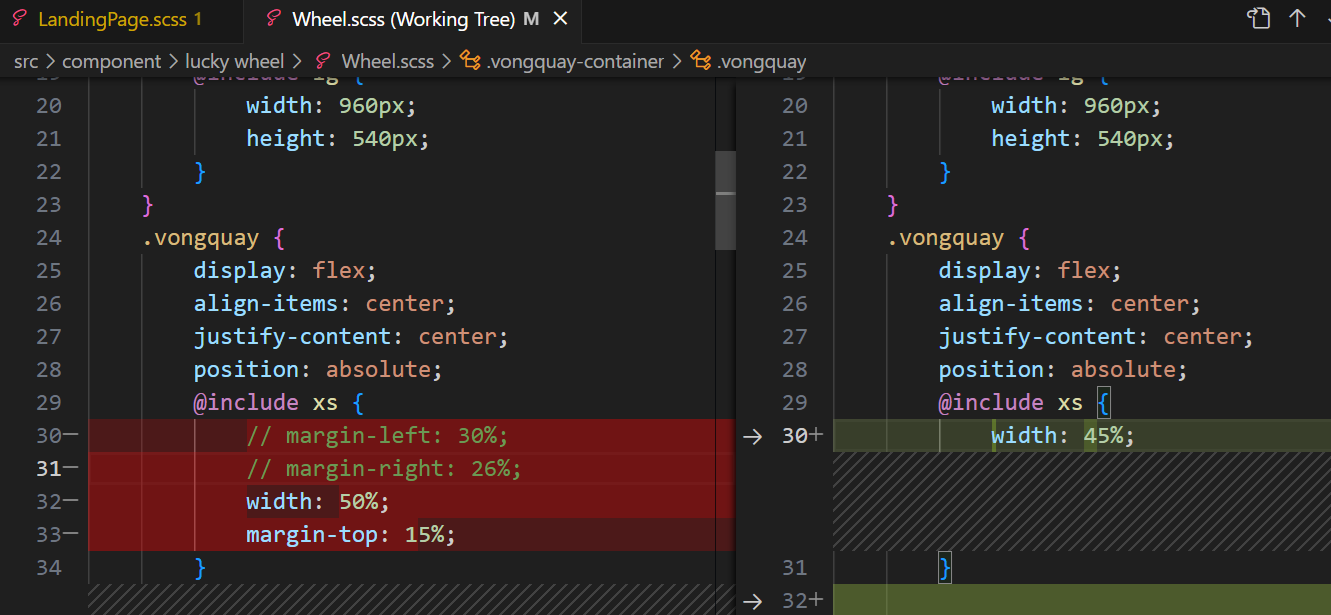 LandingPage.scss 1
Wheel.scss (Working Tree) M
src > component > lucky wheel > Wheel.scss > .vongquay-container > .vongquay
@include lg {
20 width: 960px;
21 height: 540px;
22 }
23 }
24 .vongquay {
25 display: flex;
26 align-items: center;
27 justify-content: center;
28 position: absolute;
29 @include xs {
30— // margin-left: 30%;
31— // margin-right: 26%;
32— width: 50%;
33— margin-top: 15%;
34 }
19 @include lg {
20 width: 960px;
21 height: 540px;
22 }
23 }
24 .vongquay {
25 display: flex;
26 align-items: center;
27 justify-content: center;
28 position: absolute;
29 @include xs {
30+ width: 45%;
31 }
32+